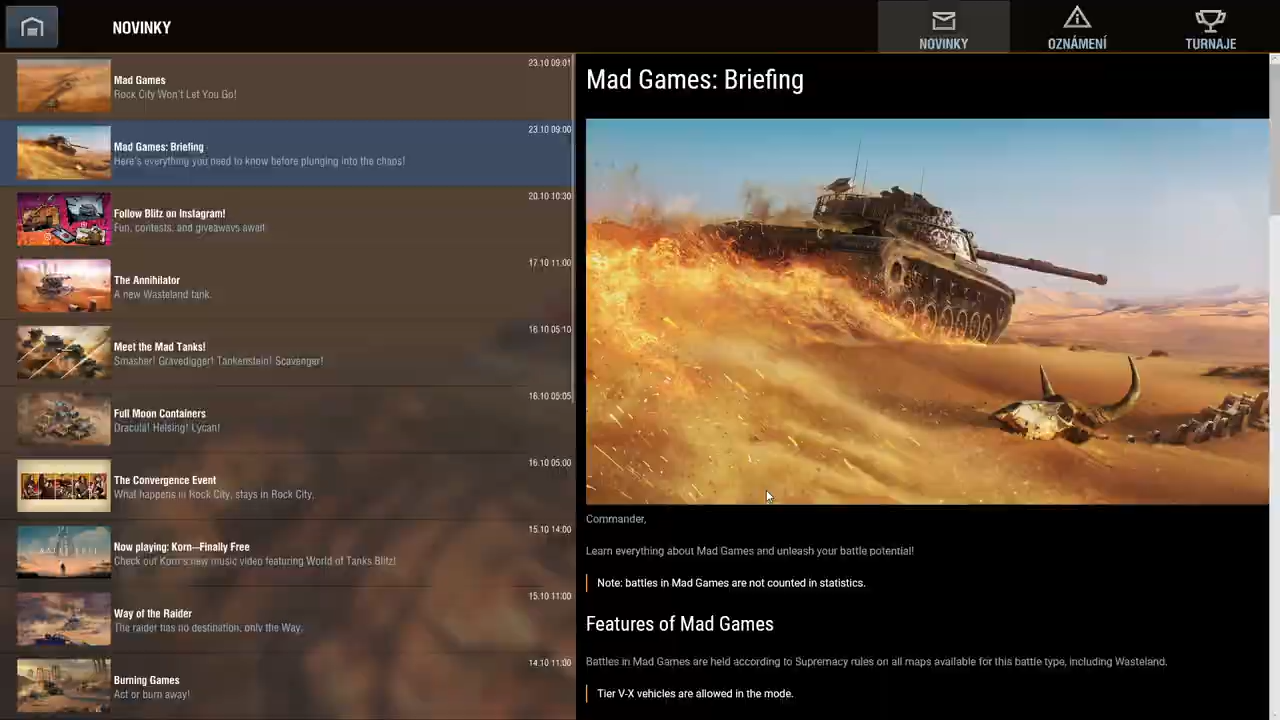 NOVINKY
NOVINKY
OZNÁMENÍ
TURNAJE
Mad Games
Rock City Won't Let You Go!
23.10 09:01
Mad Games: Briefing
Here's everything you need to know before plunging into the chaos!
23.10 09:00
Follow Blitz on Instagram!
Fun, contests, and giveaways await!
20.10 10:30
The Annihilator
A new Wasteland tank.
17.10 11:00
Meet the Mad Tanks!
Smasher! Gravedigger! Tankenstein! Scavenger!
16.10 05:10
Full Moon Containers
Dracula! Helsing! Lycan!
16.10 05:05
The Convergence Event
What happens in Rock City, stays in Rock City.
16.10 05:00
Now playing: Korn—Finally Free
Check out Korn's new music video featuring World of Tanks Blitz!
15.10 14:00
Way of the Raider
The raider has no destination, only the Way.
15.10 11:00
Burning Games
Act or burn away!
14.10 11:00
Mad Games: Briefing
Commander,
Learn everything about Mad Games and unleash your battle potential!
Note: battles in Mad Games are not counted in statistics.
Features of Mad Games
Battles in Mad Games are held according to Supremacy rules on all maps available for this battle type, including Wasteland.
Tier V-X vehicles are allowed in the mode.